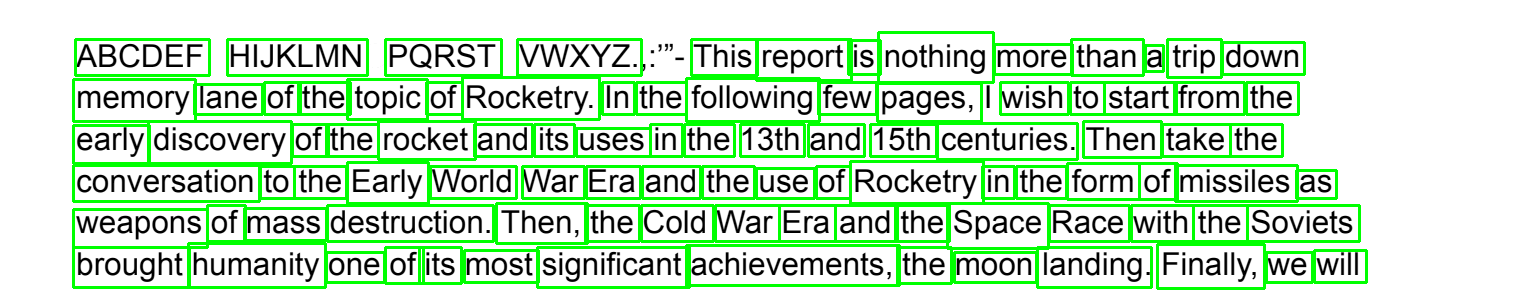 ABCDEF HIJKLMN PQRST VWXYZ.,:'"- This report is nothing more than a trip down
memory lane of the topic of Rocketry. In the following few pages, I wish to start from the
early discovery of the rocket and its uses in the 13th and 15th centuries. Then take the
conversation to the Early World War Era and the use of Rocketry in the form of missiles as
weapons of mass destruction. Then, the Cold War Era and the Space Race with the Soviets
brought humanity one of its most significant achievements, the moon landing. Finally, we will